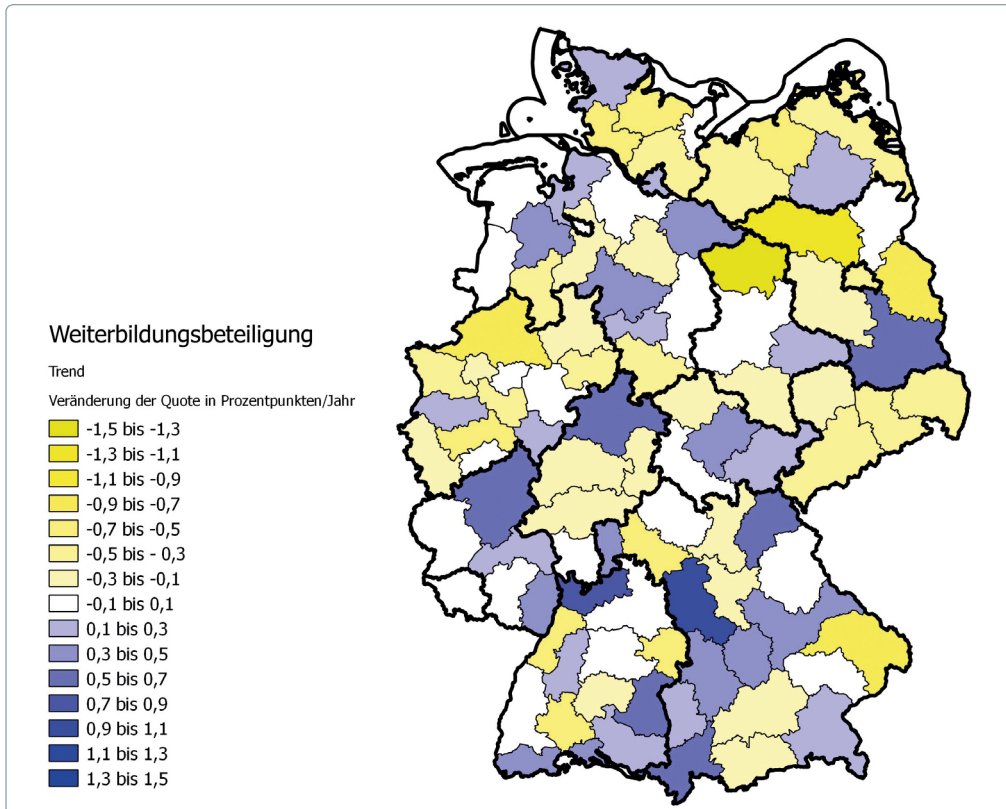 Weiterbildungsbeteiligung
Trend
Veränderung der Quote in Prozentpunkten/Jahr
-1,5 bis -1,3
-1,3 bis -1,1
-1,1 bis -0,9
-0,9 bis -0,7
-0,7 bis -0,5
-0,5 bis - 0,3
-0,3 bis -0,1
-0,1 bis 0,1
0,1 bis 0,3
0,3 bis 0,5
0,5 bis 0,7
0,7 bis 0,9
0,9 bis 1,1
1,1 bis 1,3
1,3 bis 1,5